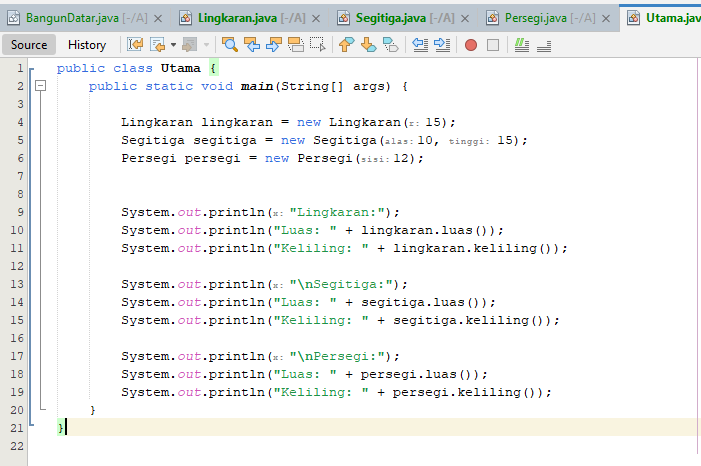 BangunDatar.java [-/A] Lingkaran.java [-/A] Segitiga.java [-/A] Persegi.java [-/A] Utama.jav
Source History
1 public class Utama {
2 public static void main(String[] args) {
3
4 Lingkaran lingkaran = new Lingkaran(r: 15);
5 Segitiga segitiga = new Segitiga(alas: 10, tinggi: 15);
6 Persegi persegi = new Persegi(sisi: 12);
7
8
9 System.out.println(x: "Lingkaran:");
10 System.out.println("Luas: " + lingkaran.luas());
11 System.out.println("Keliling: " + lingkaran.keliling());
12
13 System.out.println(x: "\nSegitiga:");
14 System.out.println("Luas: " + segitiga.luas());
15 System.out.println("Keliling: " + segitiga.keliling());
16
17 System.out.println(x: "\nPersegi:");
18 System.out.println("Luas: " + persegi.luas());
19 System.out.println("Keliling: " + persegi.keliling());
20 }
21 }
22